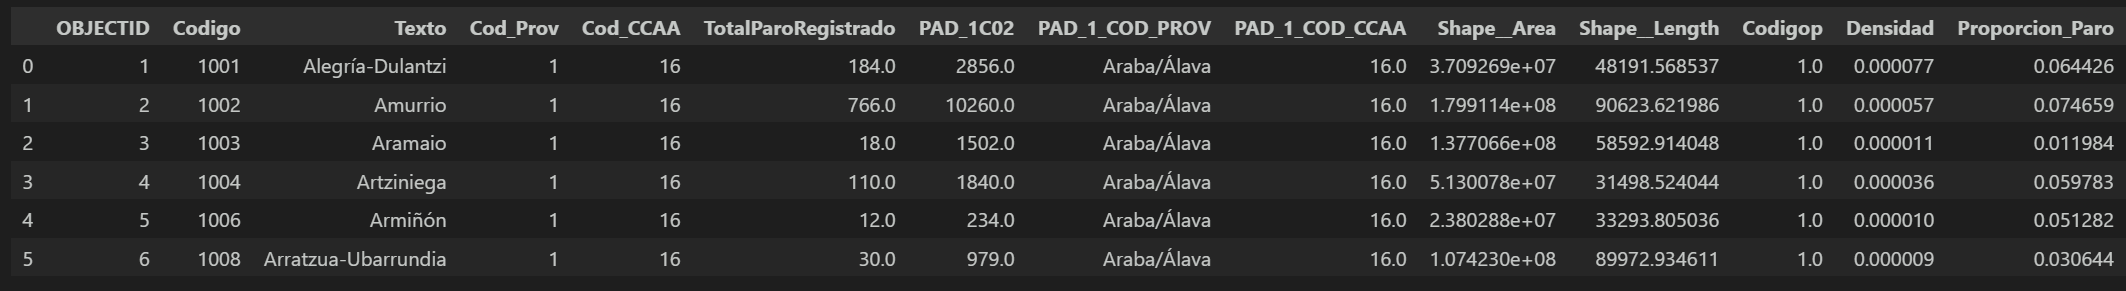 OBJECTID Codigo Texto Cod_Prov Cod_CCAA TotalParoRegistrado PAD_1C02 PAD_1_COD_PROV PAD_1_COD_CCAA Shape__Area Shape__Length Codigop Densidad Proporcion_Paro
0 1 1001 Alegría-Dulantzi 1 16 184.0 2856.0 Araba/Álava 16.0 3.709269e+07 48191.568537 1.0 0.000077 0.064426
1 2 1002 Amurrio 1 16 766.0 10260.0 Araba/Álava 16.0 1.799114e+08 90623.621986 1.0 0.000057 0.074659
2 3 1003 Aramaio 1 16 18.0 1502.0 Araba/Álava 16.0 1.377066e+08 58592.914048 1.0 0.000011 0.011984
3 4 1004 Artziniega 1 16 110.0 1840.0 Araba/Álava 16.0 5.130078e+07 31498.524044 1.0 0.000036 0.059783
4 5 1006 Armiñón 1 16 12.0 234.0 Araba/Álava 16.0 2.380288e+07 33293.805036 1.0 0.000010 0.051282
5 6 1008 Arratzua-Ubarrundia 1 16 30.0 979.0 Araba/Álava 16.0 1.074230e+08 89972.934611 1.0 0.000009 0.030644